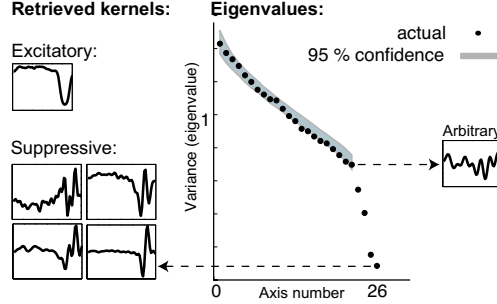 Retrieved kernels:
Excitatory:
Suppressive:
Eigenvalues:
actual
95 % confidence
Variance (eigenvalue)
1
Arbitrary
0
Axis number
26